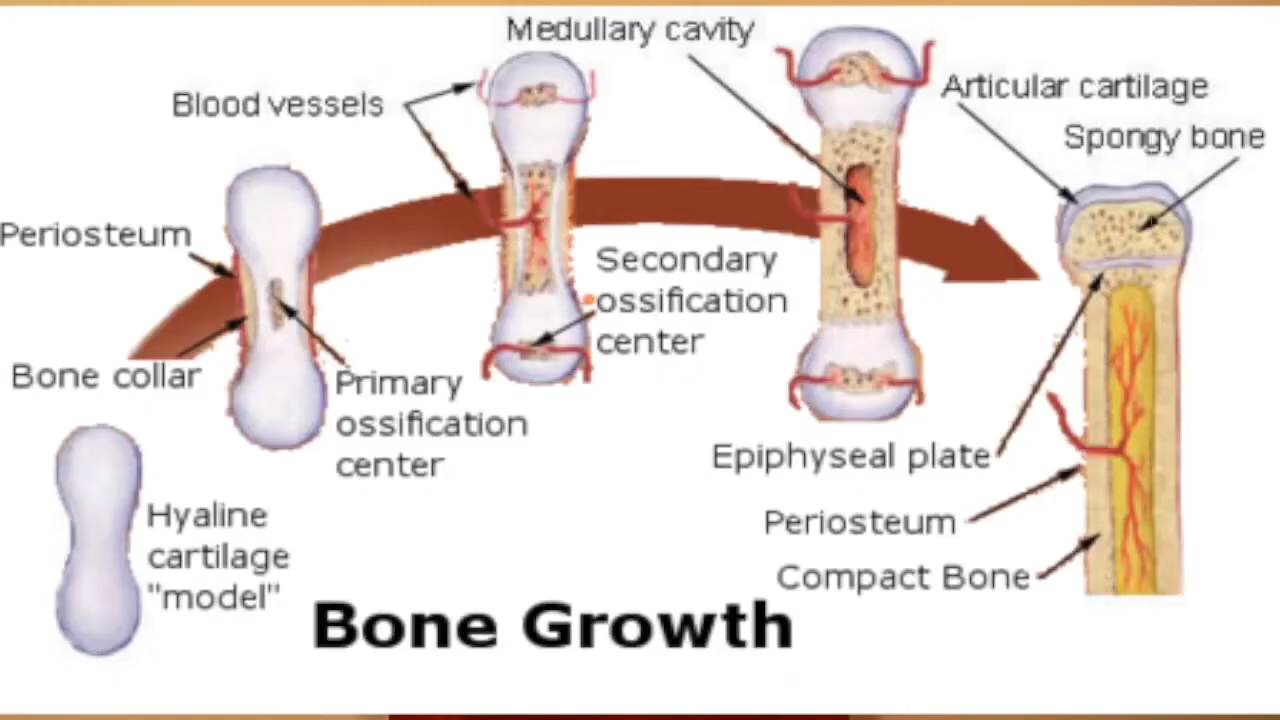 Medullary cavity
Blood vessels
Articular cartilage
Spongy bone
Periosteum
Secondary
ossification
center
Bone collar
Primary
ossification
center
Epiphyseal plate
Hyaline
cartilage
"model"
Periosteum
Compact Bone
Bone Growth